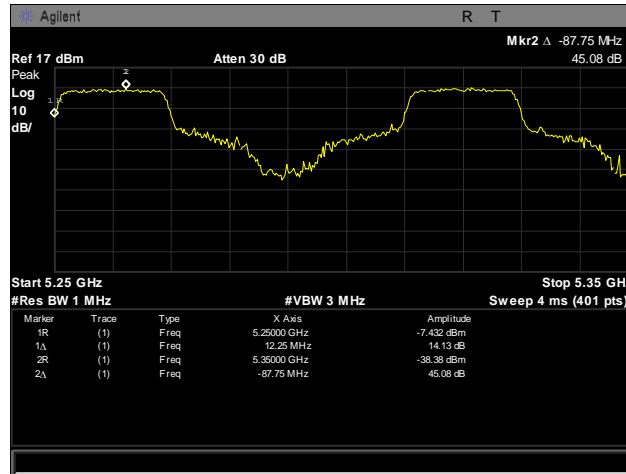 Agilent R T
Mkr2 Δ -87.75 MHz
Ref 17 dBm Atten 30 dB 45.08 dB
Peak
Log
10
dB/
1R
2
Start 5.25 GHz Stop 5.35 GH
#Res BW 1 MHz #VBW 3 MHz Sweep 4 ms (401 pts)
Marker Trace Type X Axis Amplitude
1R (1) Freq 5.25000 GHz -7.432 dBm
1Δ (1) Freq 12.25 MHz 14.13 dB
2R (1) Freq 5.35000 GHz -38.38 dBm
2Δ (1) Freq -87.75 MHz 45.08 dB